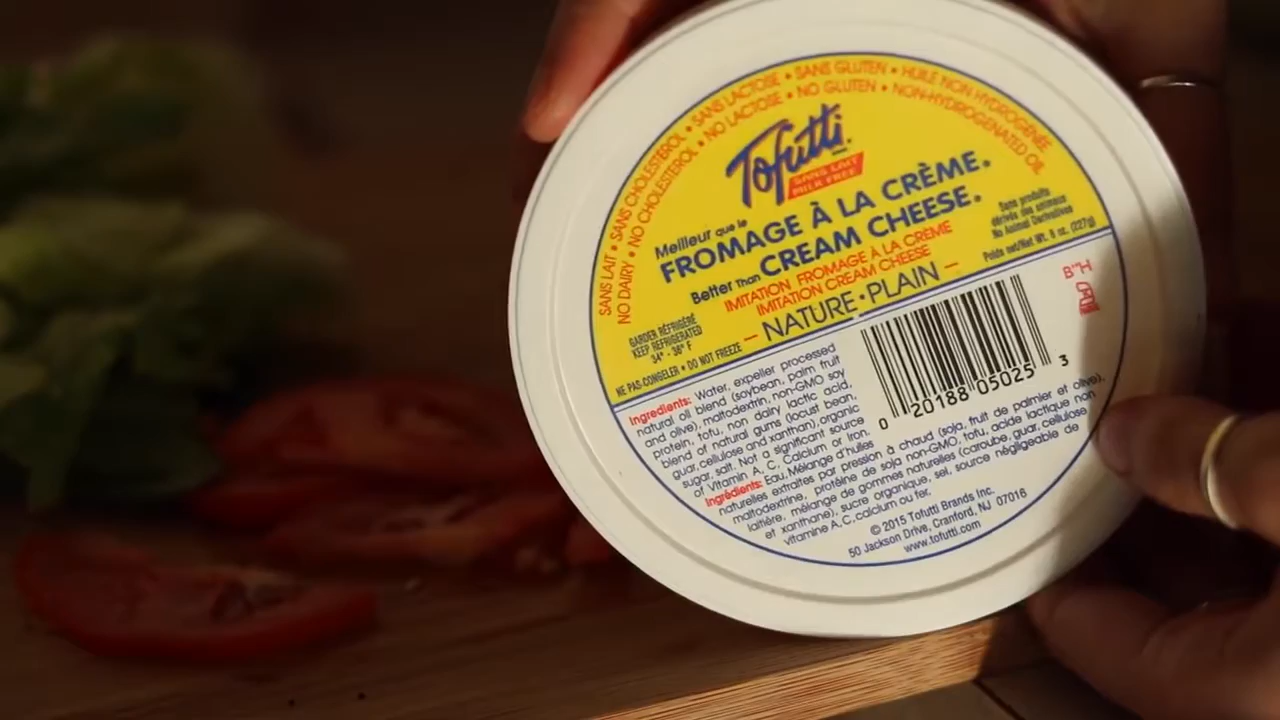 SANS LAIT • SANS CHOLESTÉROL • SANS LACTOSE • SANS GLUTEN • HUILE NON HYDROGÉNÉE
NO DAIRY • NO CHOLESTEROL • NO LACTOSE • NO GLUTEN • NON-HYDROGENATED OIL
Tofutti
SANS LAIT
MILK FREE
Meilleur que le
FROMAGE À LA CRÈME.
Better Than CREAM CHEESE.
IMITATION FROMAGE À LA CRÈME
IMITATION CREAM CHEESE
— NATURE • PLAIN —
Sans produits
dérivés des animaux
No Animal Derivatives
Poids net/Net Wt. 8 oz. (227g)
GARDER RÉFRIGÉRÉ
KEEP REFRIGERATED
34° - 36° F
NE PAS CONGELER • DO NOT FREEZE
B"H
Ingredients: Water, expeller processed
natural oil blend (soybean, palm fruit
and olive), maltodextrin, non-GMO soy
protein, tofu, non dairy lactic acid,
blend of natural gums (locust bean,
guar, cellulose and xanthan), organic
sugar, salt. Not a significant source
of Vitamin A, C, Calcium or Iron.
0 20188 05025 3
Ingrédients: Eau, Mélange d'huiles
naturelles extraites par pression à chaud (soja, fruit de palmier et olive),
maltodextrine, protéine de soja non-GMO, tofu, acide lactique non
laitière, mélange de gommes naturelles (caroube, guar, cellulose
et xanthane), sucre organique, sel, source négligeable de
vitamine A, C, calcium ou fer.
© 2015 Tofutti Brands Inc.
50 Jackson Drive, Cranford, NJ 07016
www.tofutti.com